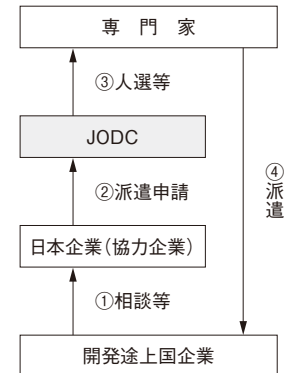 専 門 家
③人選等
JODC
②派遣申請
④派遣
日本企業(協力企業)
①相談等
開発途上国企業